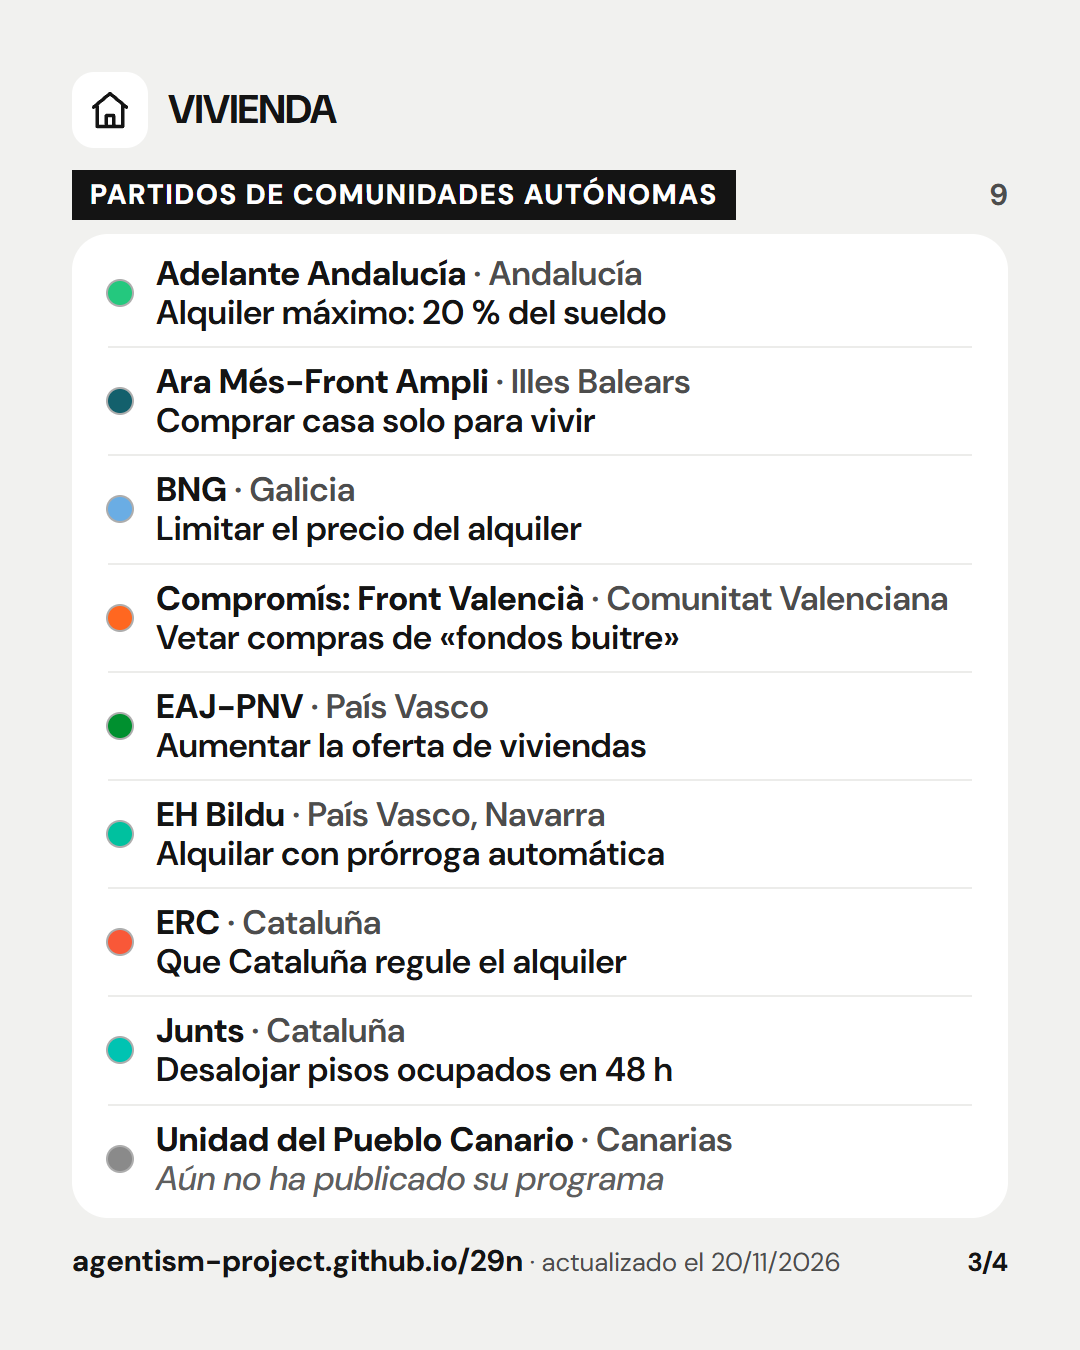 VIVIENDA
PARTIDOS DE COMUNIDADES AUTÓNOMAS 9
Adelante Andalucía · Andalucía
Alquiler máximo: 20 % del sueldo
Ara Més-Front Ampli · Illes Balears
Comprar casa solo para vivir
BNG · Galicia
Limitar el precio del alquiler
Compromís: Front Valencià · Comunitat Valenciana
Vetar compras de «fondos buitre»
EAJ-PNV · País Vasco
Aumentar la oferta de viviendas
EH Bildu · País Vasco, Navarra
Alquilar con prórroga automática
ERC · Cataluña
Que Cataluña regule el alquiler
Junts · Cataluña
Desalojar pisos ocupados en 48 h
Unidad del Pueblo Canario · Canarias
Aún no ha publicado su programa
agentism-project.github.io/29n · actualizado el 20/11/2026 3/4